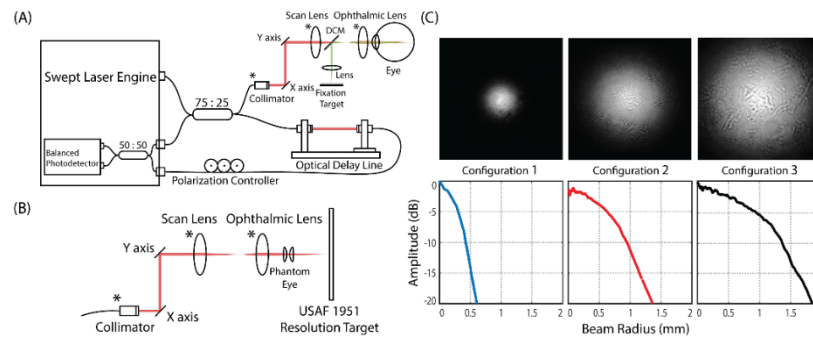 (A)
Swept Laser Engine
Balanced
Photodetector
50 : 50
75 : 25
Polarization Controller
Optical Delay Line
*
Collimator
X axis
Y axis
Scan Lens
*
DCM
Ophthalmic Lens
*
Eye
Lens
Fixation
Target
(B)
Scan Lens
*
Ophthalmic Lens
*
Y axis
Phantom
Eye
*
Collimator
X axis
USAF 1951
Resolution Target
(C)
Configuration 1
Configuration 2
Configuration 3
Amplitude (dB)
0
-5
-10
-15
-20
0 0.5 1 1.5 2
0 0.5 1 1.5 2
0 0.5 1 1.5
Beam Radius (mm)